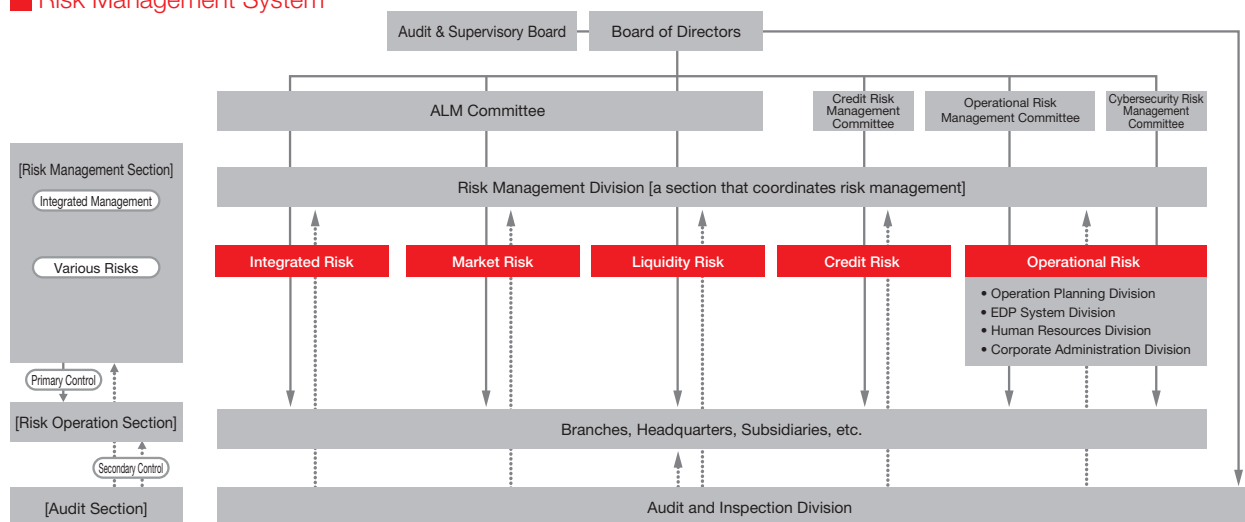 Risk Management System
Audit & Supervisory Board
Board of Directors
ALM Committee
Credit Risk
Management
Committee
Operational Risk
Management Committee
Cybersecurity Risk
Management
Committee
[Risk Management Section]
Integrated Management
Various Risks
Risk Management Division [a section that coordinates risk management]
Integrated Risk
Market Risk
Liquidity Risk
Credit Risk
Operational Risk
• Operation Planning Division
• EDP System Division
• Human Resources Division
• Corporate Administration Division
Primary Control
[Risk Operation Section]
Branches, Headquarters, Subsidiaries, etc.
Secondary Control
[Audit Section]
Audit and Inspection Division